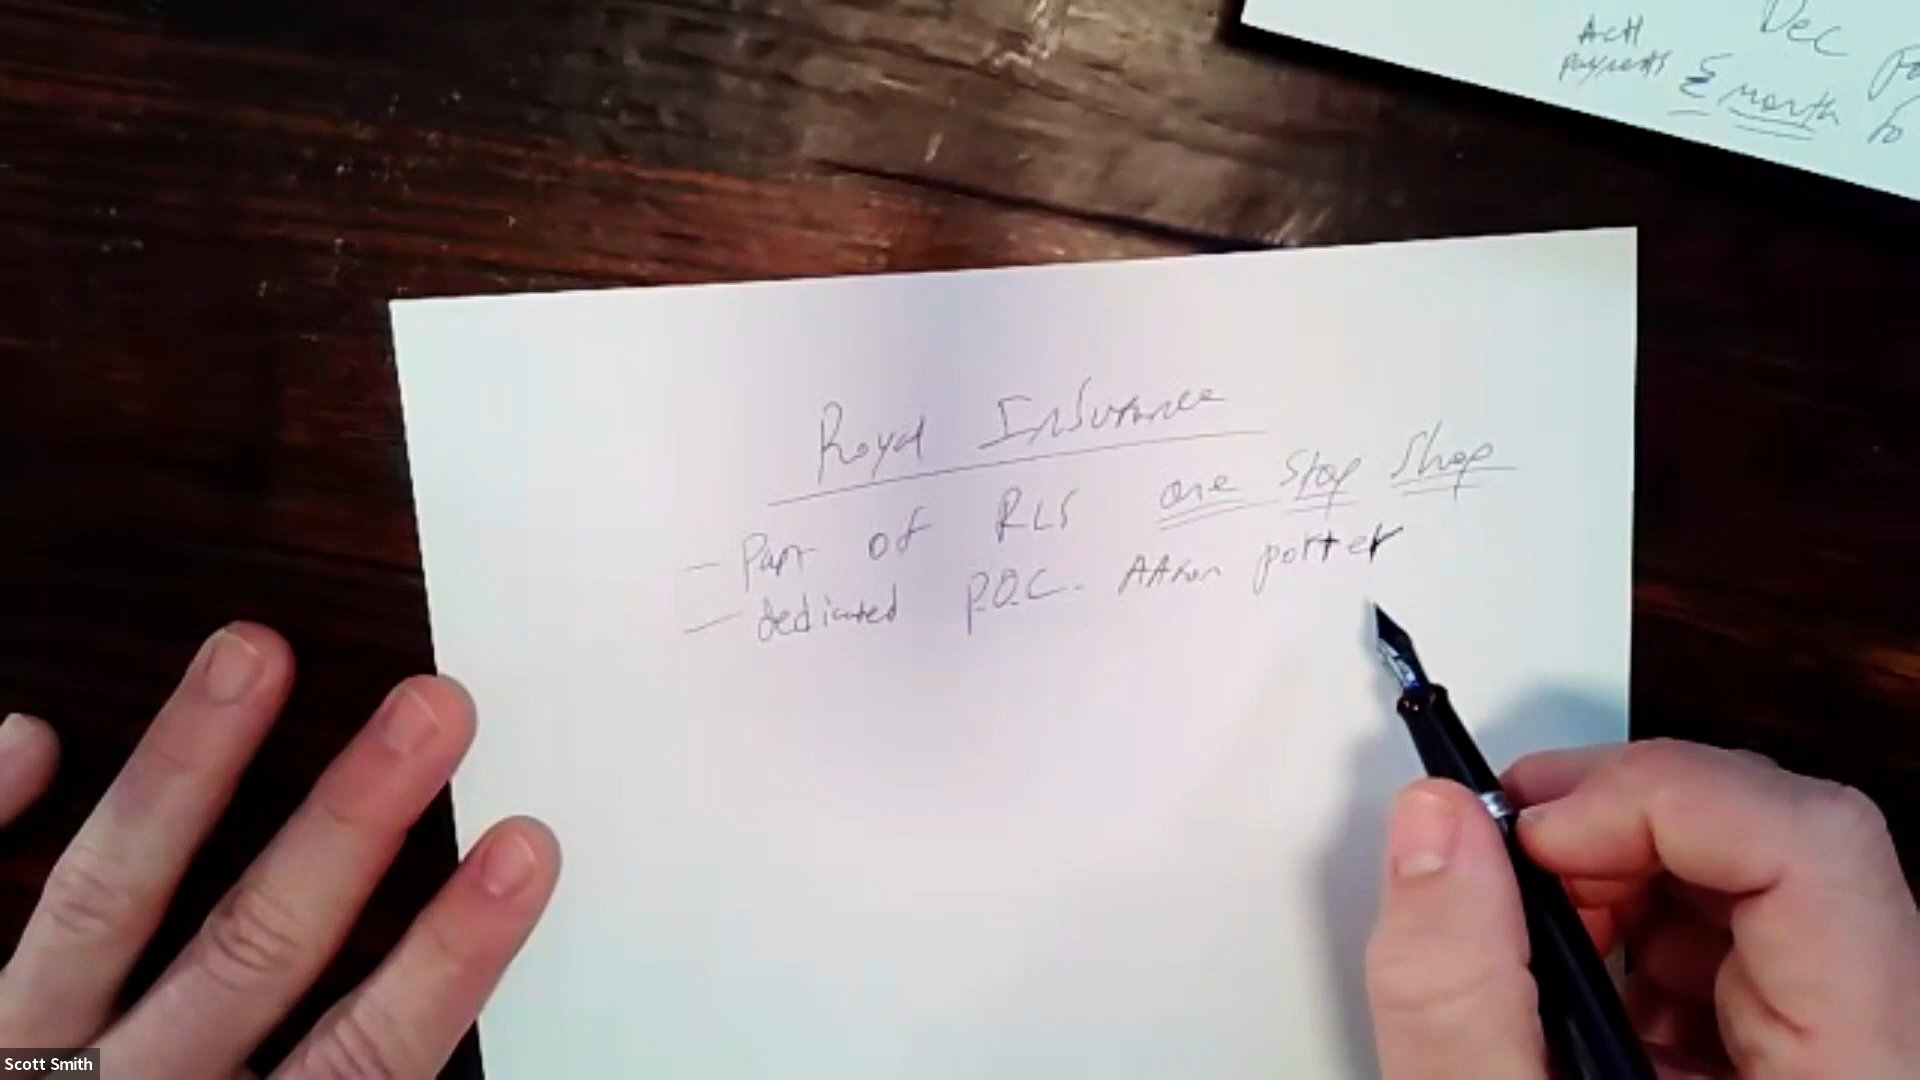 ACH
payments
Dec
E month
Royal Insurance
- Part of RLS one stop shop
- dedicated P.O.C. - AAron porter
Scott Smith